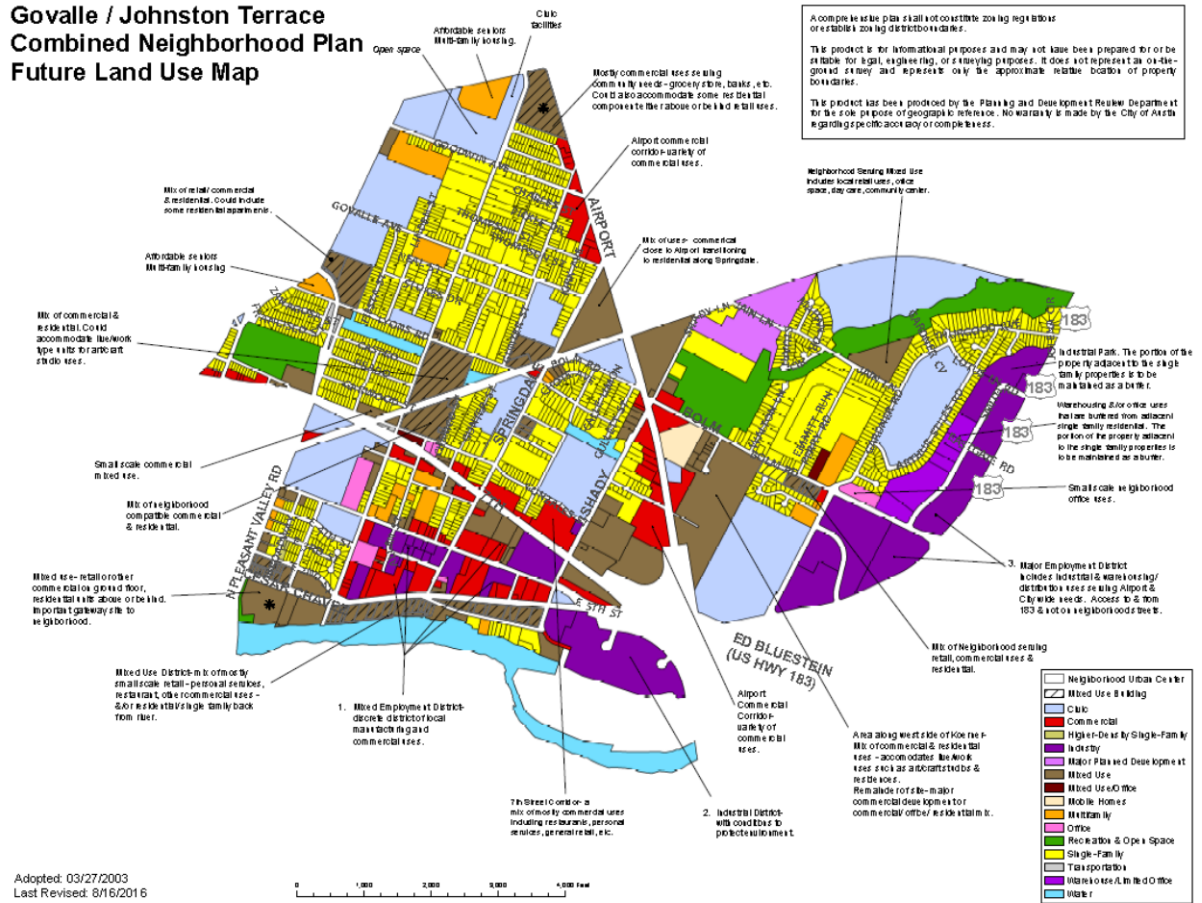 Govalle / Johnston Terrace
Combined Neighborhood Plan
Future Land Use Map
A comprehensive plan shall not constitute zoning regulations
or establish zoning district boundaries.
This product is for informational purposes and may not have been prepared for or be
suitable for legal, engineering, or surveying purposes. It does not represent an on-the-
ground survey and represents only the approximate relative location of property
boundaries.
This product has been produced by the Planning and Development Review Department
for the sole purpose of geographic reference. No warranty is made by the City of Austin
regarding specific accuracy or completeness.
Open space
Affordable seniors
Multi-family housing.
Civic
facilities
Mostly commercial uses serving
community needs - grocery store, banks, etc.
Could also accommodate some residential
component either above or behind retail uses.
Airport commercial
corridor- variety of
commercial uses.
Neighborhood Serving Mixed Use
includes local retail uses, office
space, day care, community center.
Mix of retail/ commercial
& residential. Could include
some residential apartments.
Mix of uses- commerical
close to Airport transitioning
to residential along Springdale.
Affordable seniors
Multi-family housing
Mix of commercial &
residential. Could
accommodate live/work
type units for art/craft
studio uses.
Small scale commercial
mixed use.
Mix of neighborhood
compatible commercial
& residential.
Mixed use- retail or other
commercial on ground floor,
residential units above or behind.
Important gateway site to
neighborhood.
Mixed Use District- mix of mostly
small scale retail - personal services,
restaurant, other commercial uses -
&/or residential/single family back
from river.
1. Mixed Employment District-
discrete district of local
manufacturing and
commercial uses.
7th Street Corridor- a
mix of mostly commercial uses
including restaurants, personal
services, general retail, etc.
2. Industrial District-
with conditions to
protect environment.
Airport
Commercial
Corridor-
variety of
commercial
uses.
Area along west side of Koerner-
Mix of commercial & residential
uses - accomodates live/work
uses such as art/craft studios &
residences.
Remainder of site- major
commercial development or
commercial/ office/ residential mix.
Mix of Neighborhood serving
retail, commercial uses &
residential.
3. Major Employment District
includes industrial & warehousing/
distribution uses serving Airport &
City wide needs. Access to & from
183 & not on neighborhood streets.
Small scale neighborhood
office uses.
Warehousing &/or office uses
that are buffered from adjacent
single family residential. The
portion of the property adjacent
to the single family properties is
to be maintained as a buffer.
Industrial Park. The portion of the
property adjacent to the single
family properties is to be
maintained as a buffer.
183
183
183
183
GOODWIN AVE
GOVALLE AVE
AIRPORT
SPRINGDALE
BOLM RD
BOLM
SHADY
N PLEASANT VALLEY RD
E 5TH ST
ED BLUESTEIN
(US HWY 183)
Neighborhood Urban Center
Mixed Use Building
Civic
Commercial
Higher-Density Single-Family
Industry
Major Planned Development
Mixed Use
Mixed Use/Office
Mobile Homes
Multifamily
Office
Recreation & Open Space
Single-Family
Transportation
Warehouse/Limited Office
Water
Adopted: 03/27/2003
Last Revised: 8/16/2016
0 1,000 2,000 3,000 4,000 Feet